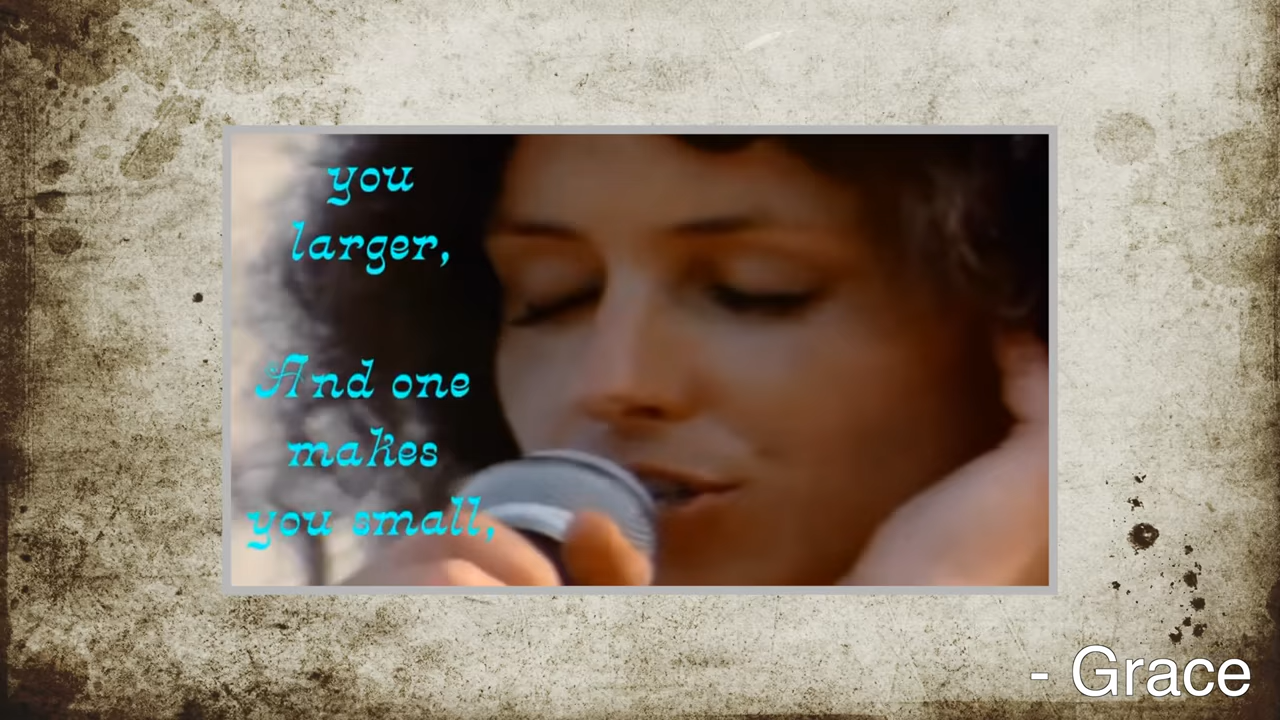 you
larger,
And one
makes
you small,
- Grace